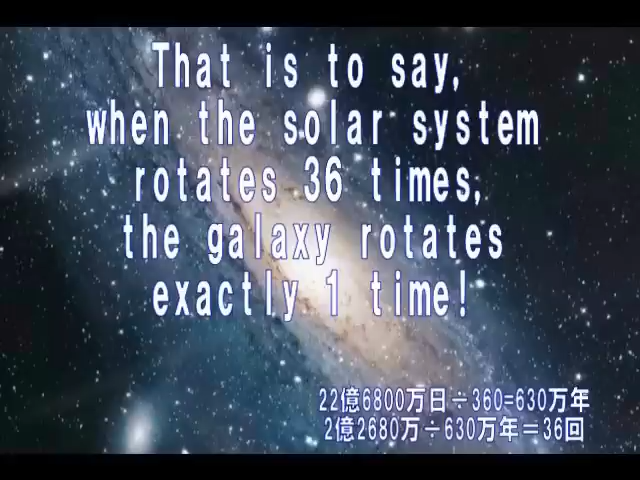 That is to say,
when the solar system
rotates 36 times,
the galaxy rotates
exactly 1 time!
22億6800万日÷360=630万年
2億2680万÷630万年＝36回